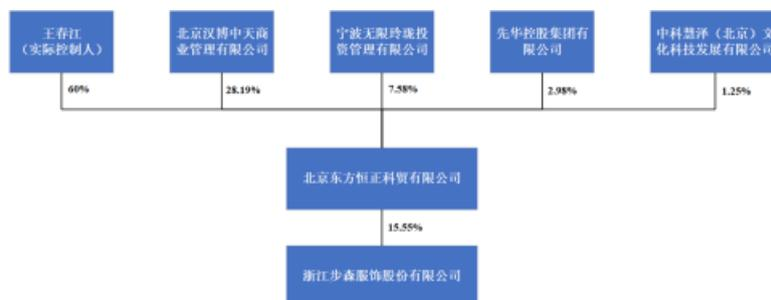 王春江
（实际控制人）
北京汉博中天商
业管理有限公司
宁波无限玲珑投
资管理有限公司
先华控股集团有
限公司
中科慧泽（北京）文
化科技发展有限公司
60%
28.19%
7.58%
2.98%
1.25%
北京东方恒正科贸有限公司
15.55%
浙江步森服饰股份有限公司